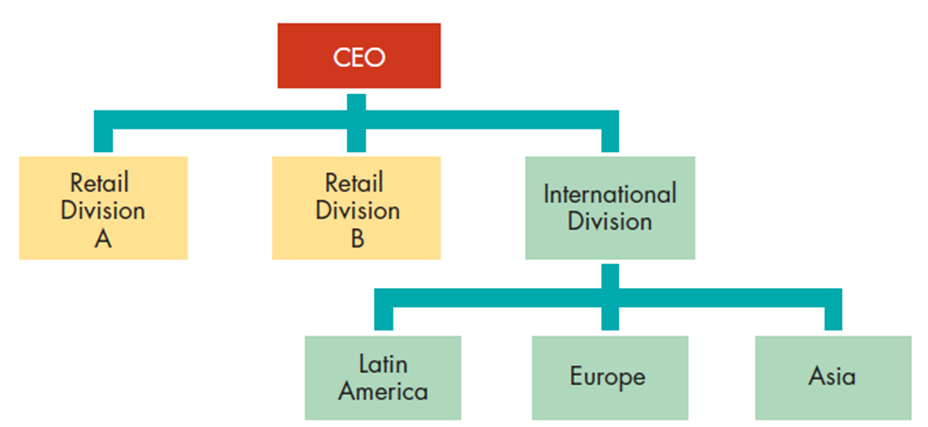 CEO
Retail
Division
A
Retail
Division
B
International
Division
Latin
America
Europe
Asia